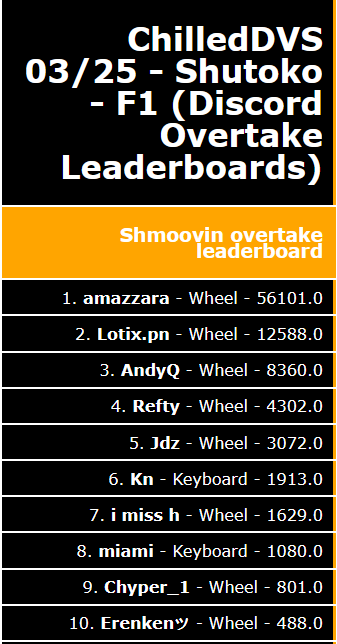 ChilledDVS
03/25 - Shutoko
- F1 (Discord
Overtake
Leaderboards)
Shmoovin overtake
leaderboard
1. amazzara - Wheel - 56101.0
2. Lotix.pn - Wheel - 12588.0
3. AndyQ - Wheel - 8360.0
4. Refty - Wheel - 4302.0
5. Jdz - Wheel - 3072.0
6. Kn - Keyboard - 1913.0
7. i miss h - Wheel - 1629.0
8. miami - Keyboard - 1080.0
9. Chyper_1 - Wheel - 801.0
10. Erenkenツ - Wheel - 488.0